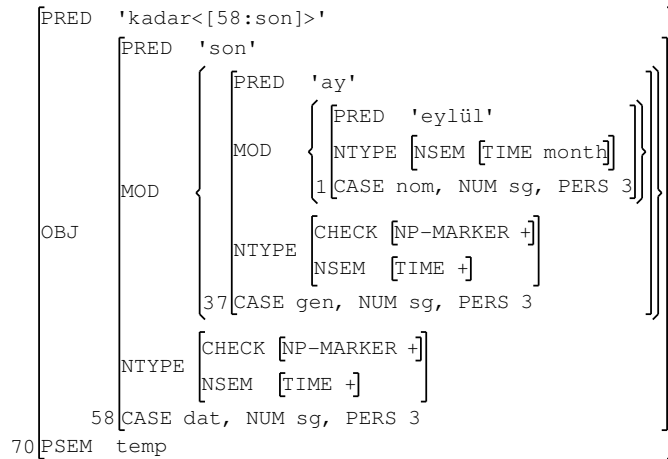 PRED 'kadar<[58:son]>'
PRED 'son'
PRED 'ay'
PRED 'eylül'
MOD NTYPE [NSEM [TIME month]]
1 CASE nom, NUM sg, PERS 3
MOD
OBJ
CHECK [NP-MARKER +]
NTYPE
NSEM [TIME +]
37 CASE gen, NUM sg, PERS 3
CHECK [NP-MARKER +]
NTYPE
NSEM [TIME +]
58 CASE dat, NUM sg, PERS 3
70 PSEM temp